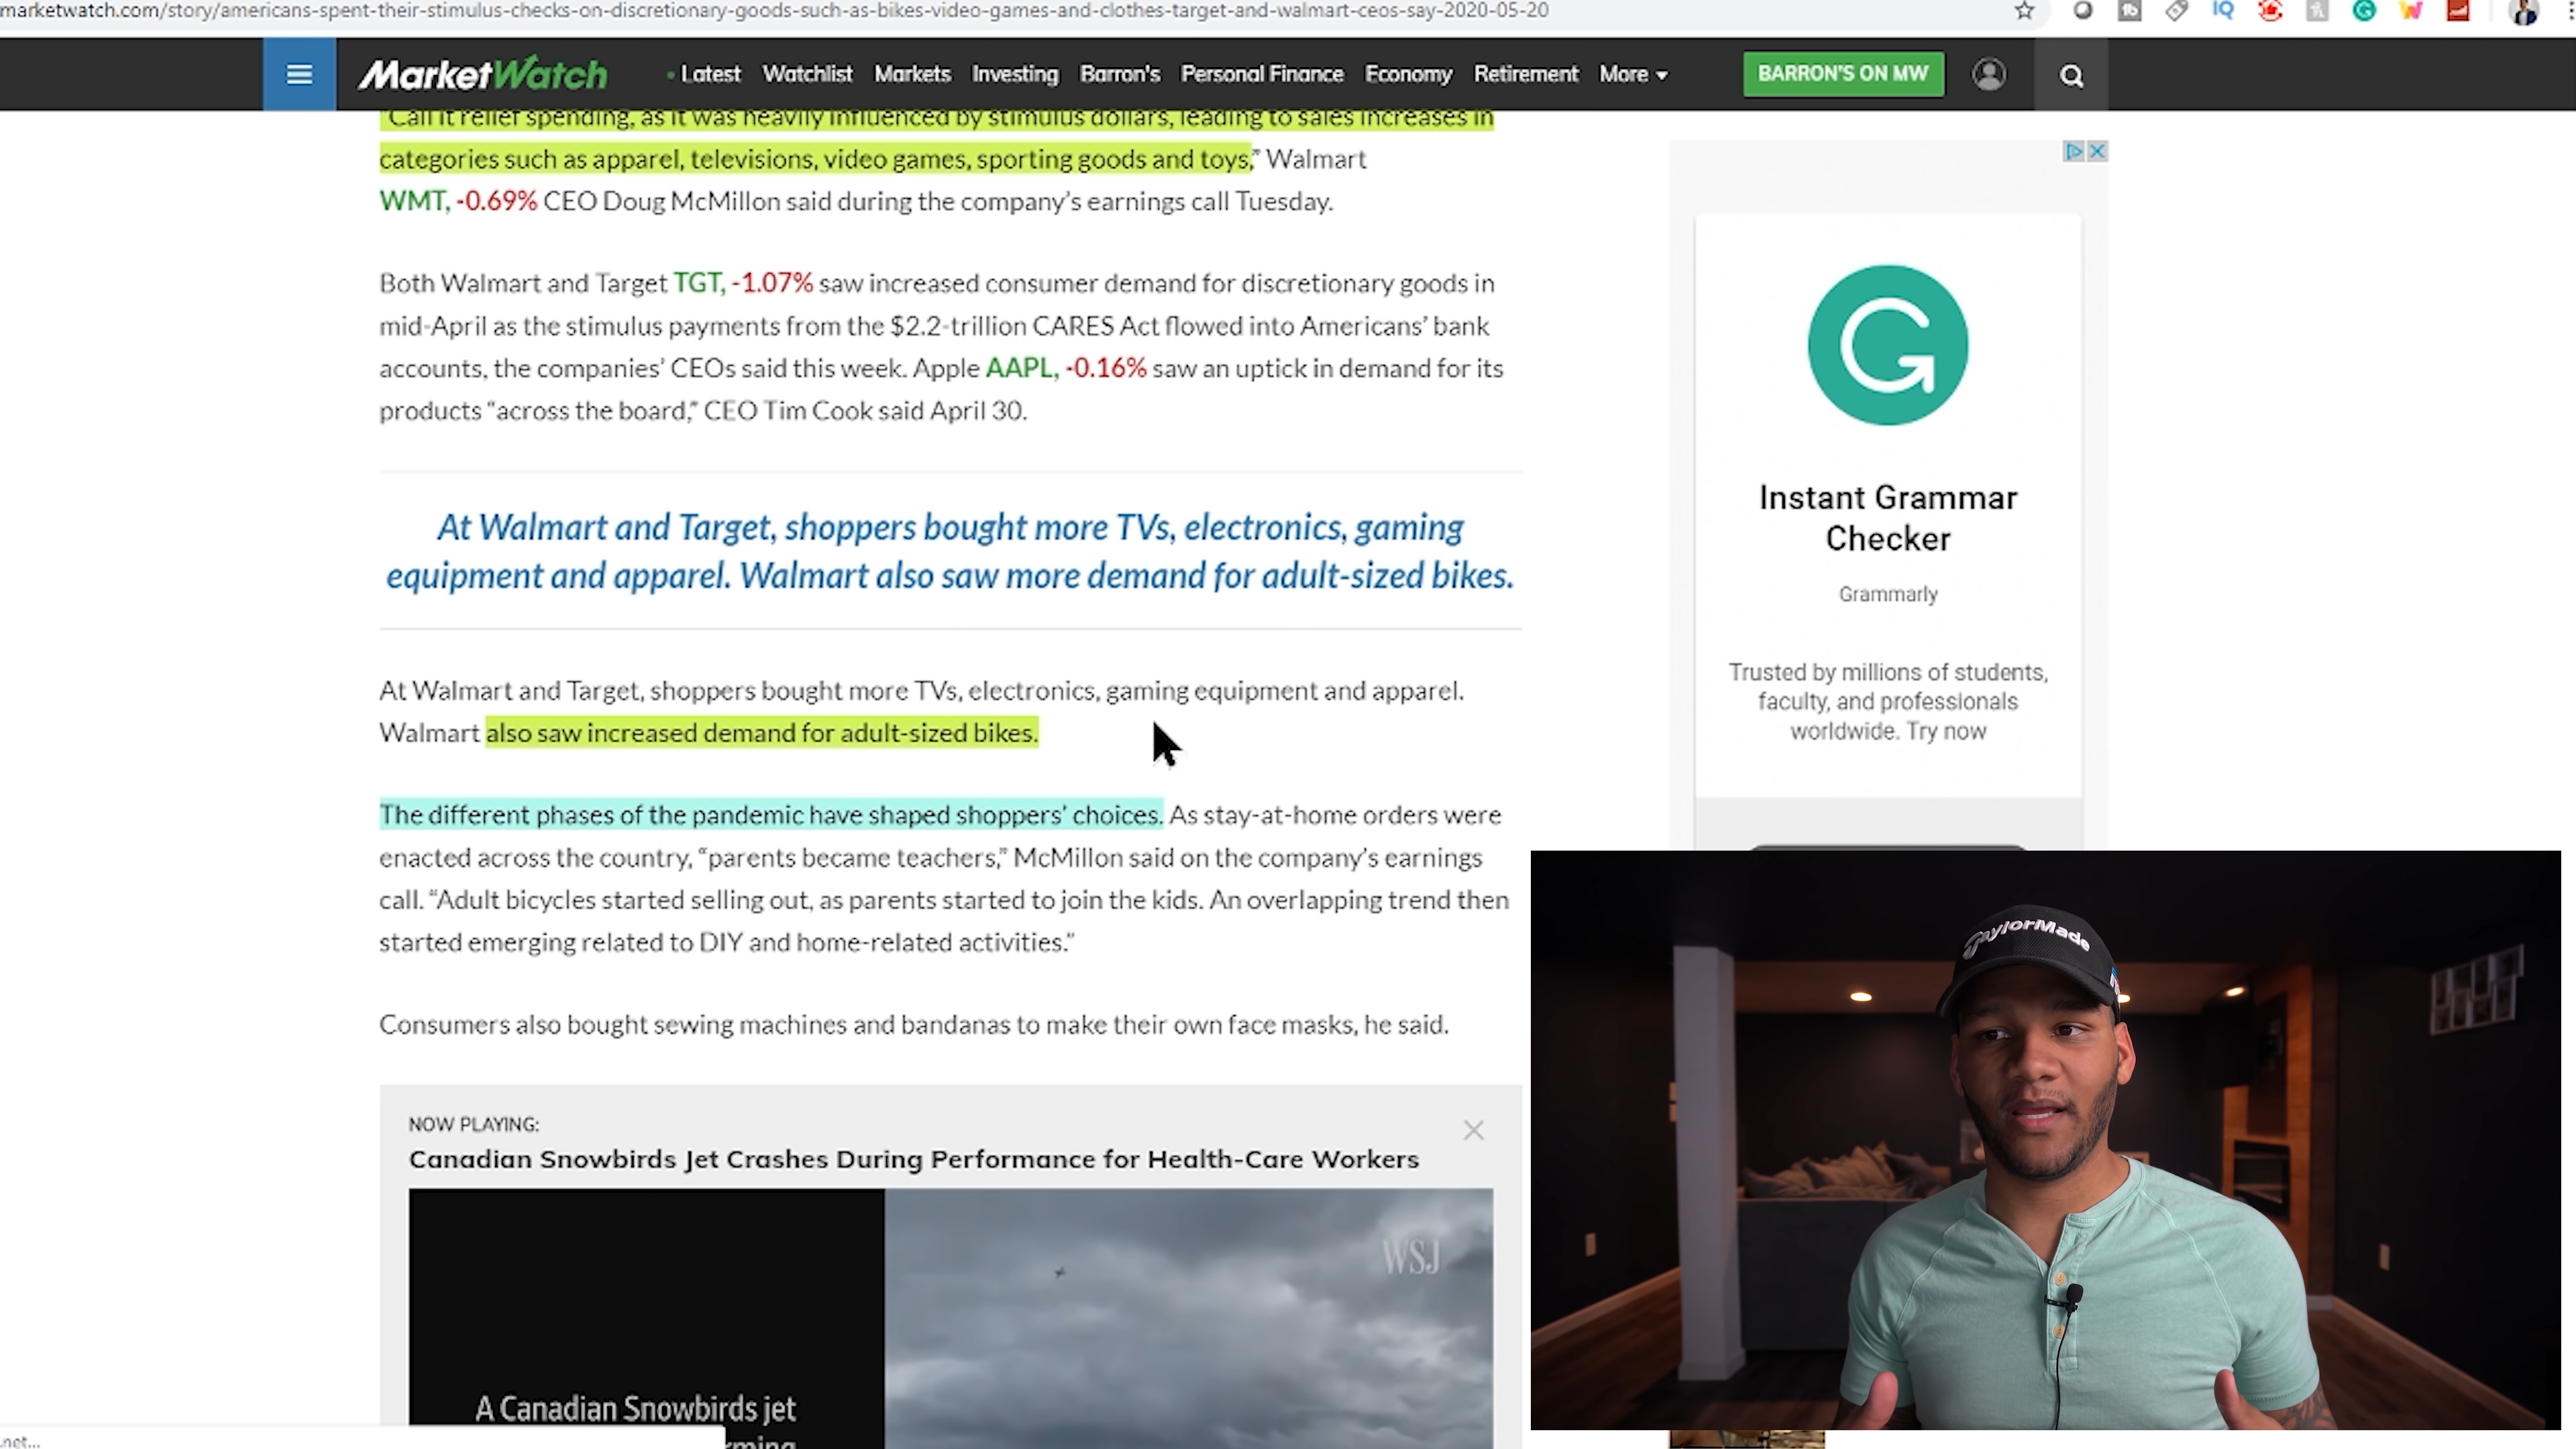 marketwatch.com/story/americans-spent-their-stimulus-checks-on-discretionary-goods-such-as-bikes-video-games-and-clothes-target-and-walmart-ceos-say-2020-05-20
MarketWatch
Latest Watchlist Markets Investing Barron's Personal Finance Economy Retirement More
BARRON'S ON MW
"Call it relief spending, as it was heavily influenced by stimulus dollars, leading to sales increases in
categories such as apparel, televisions, video games, sporting goods and toys," Walmart
WMT, -0.69% CEO Doug McMillon said during the company's earnings call Tuesday.
Both Walmart and Target TGT, -1.07% saw increased consumer demand for discretionary goods in
mid-April as the stimulus payments from the $2.2-trillion CARES Act flowed into Americans' bank
accounts, the companies' CEOs said this week. Apple AAPL, -0.16% saw an uptick in demand for its
products “across the board,” CEO Tim Cook said April 30.
At Walmart and Target, shoppers bought more TVs, electronics, gaming
equipment and apparel. Walmart also saw more demand for adult-sized bikes.
At Walmart and Target, shoppers bought more TVs, electronics, gaming equipment and apparel.
Walmart also saw increased demand for adult-sized bikes.
The different phases of the pandemic have shaped shoppers' choices. As stay-at-home orders were
enacted across the country, “parents became teachers,” McMillon said on the company's earnings
call. “Adult bicycles started selling out, as parents started to join the kids. An overlapping trend then
started emerging related to DIY and home-related activities.”
Consumers also bought sewing machines and bandanas to make their own face masks, he said.
NOW PLAYING:
Canadian Snowbirds Jet Crashes During Performance for Health-Care Workers
WSJ
A Canadian Snowbirds jet
.net...
G
Instant Grammar
Checker
Grammarly
Trusted by millions of students,
faculty, and professionals
worldwide. Try now
TaylorMade
IQ
tb